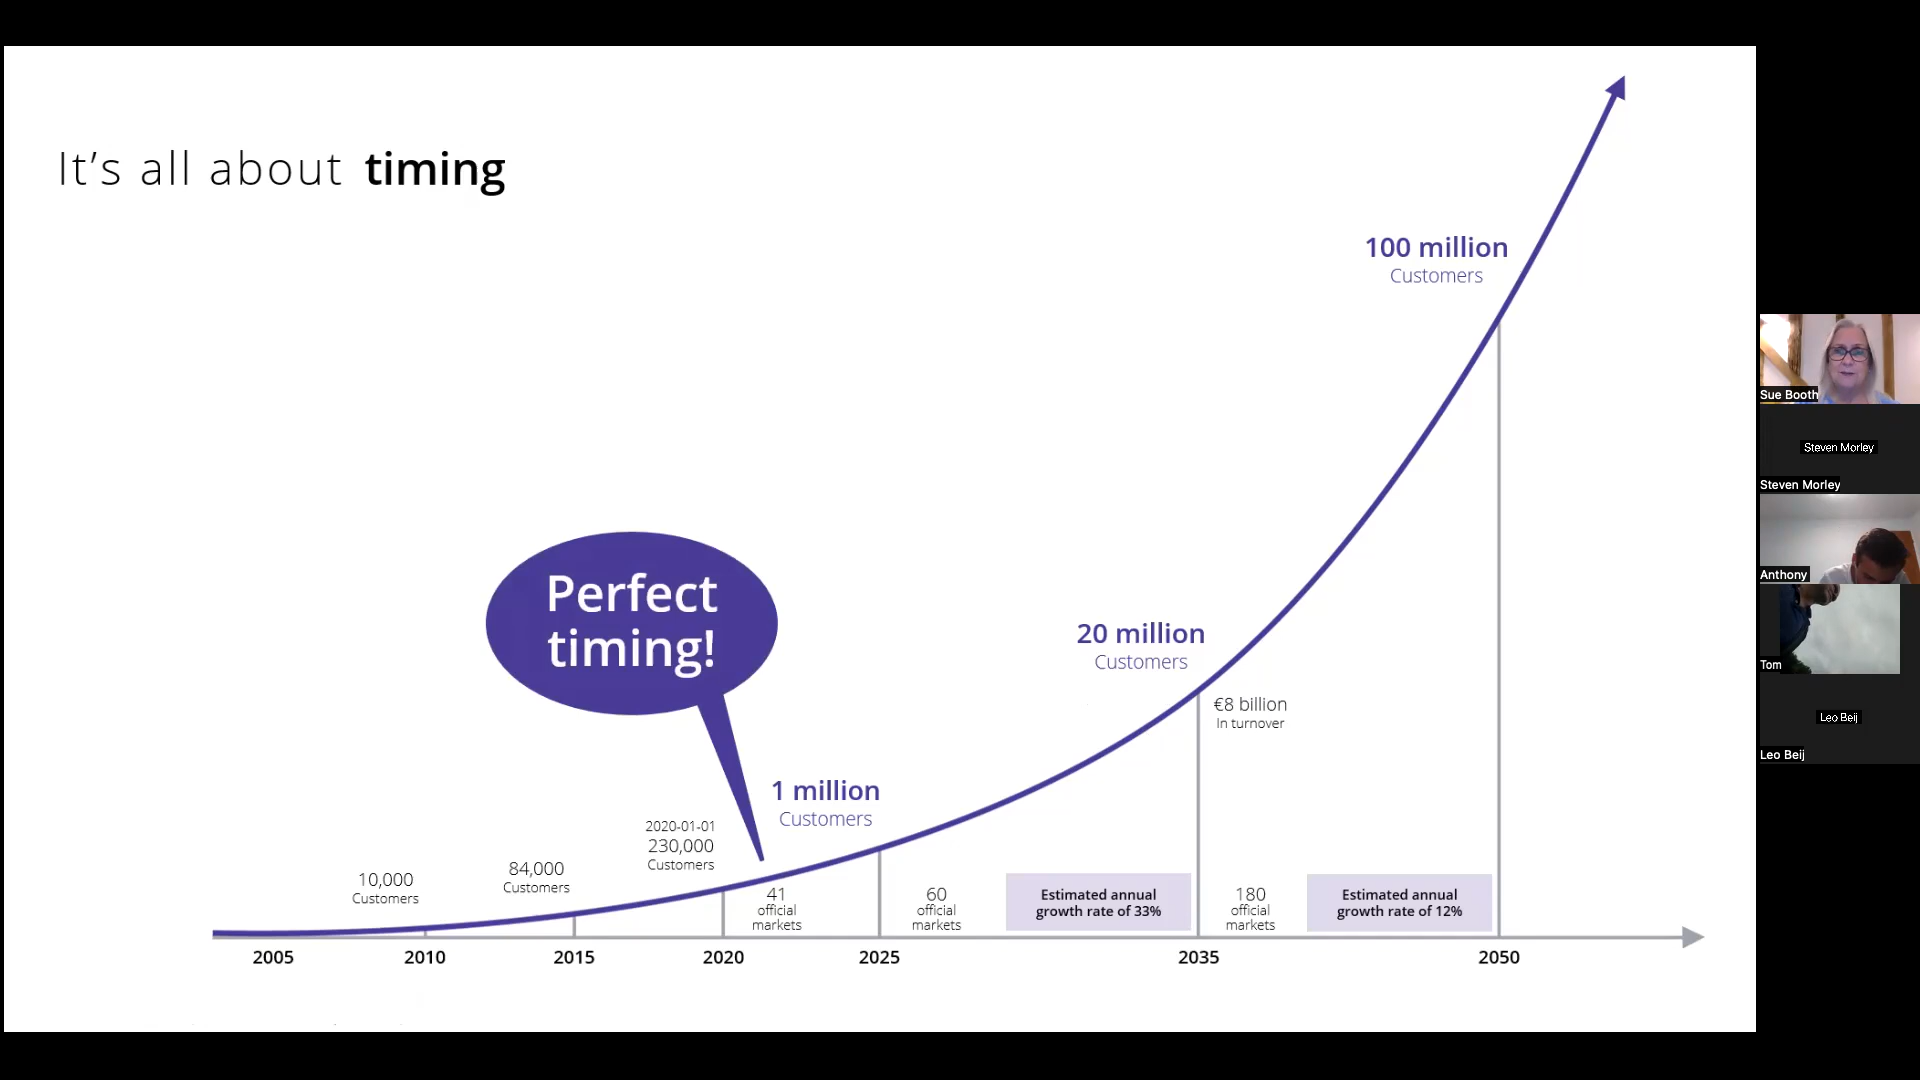 It's all about timing
100 million
Customers
Perfect
timing!
20 million
Customers
€8 billion
In turnover
1 million
Customers
2020-01-01
230,000
Customers
84,000
Customers
10,000
Customers
41
official
markets
60
official
markets
Estimated annual
growth rate of 33%
180
official
markets
Estimated annual
growth rate of 12%
2005
2010
2015
2020
2025
2035
2050
Sue Booth
Steven Morley
Steven Morley
Anthony
Tom
Leo Beij
Leo Beij